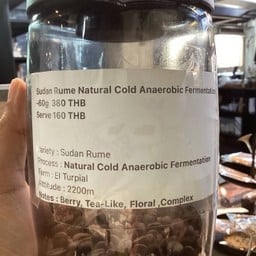 Sudan Rume Natural Cold Anaerobic Fermentation
-60g 380 THB
Serve 160 THB
Variety : Sudan Rume
Process : Natural Cold Anaerobic Fermentation
Farm : El Turpial
Altitude : 2200m
Notes : Berry, Tea-Like, Floral ,Complex